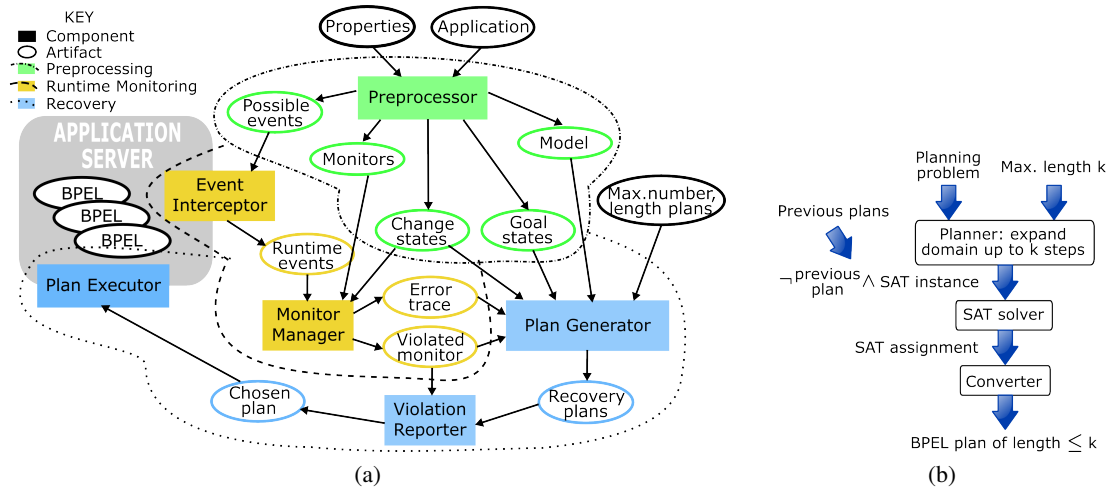 KEY
Component
Artifact
Preprocessing
Runtime Monitoring
Recovery
Properties
Application
Preprocessor
Possible
events
Monitors
Model
APPLICATION
SERVER
BPEL
BPEL
BPEL
Event
Interceptor
Max.number,
length plans
Change
states
Goal
states
Runtime
events
Plan Executor
Error
trace
Monitor
Manager
Plan Generator
Violated
monitor
Chosen
plan
Violation
Reporter
Recovery
plans
(a)
Planning
problem
Max. length k
Previous plans
Planner: expand
domain up to k steps
¬ previous
plan ∧ SAT instance
SAT solver
SAT assignment
Converter
BPEL plan of length ≤ k
(b)